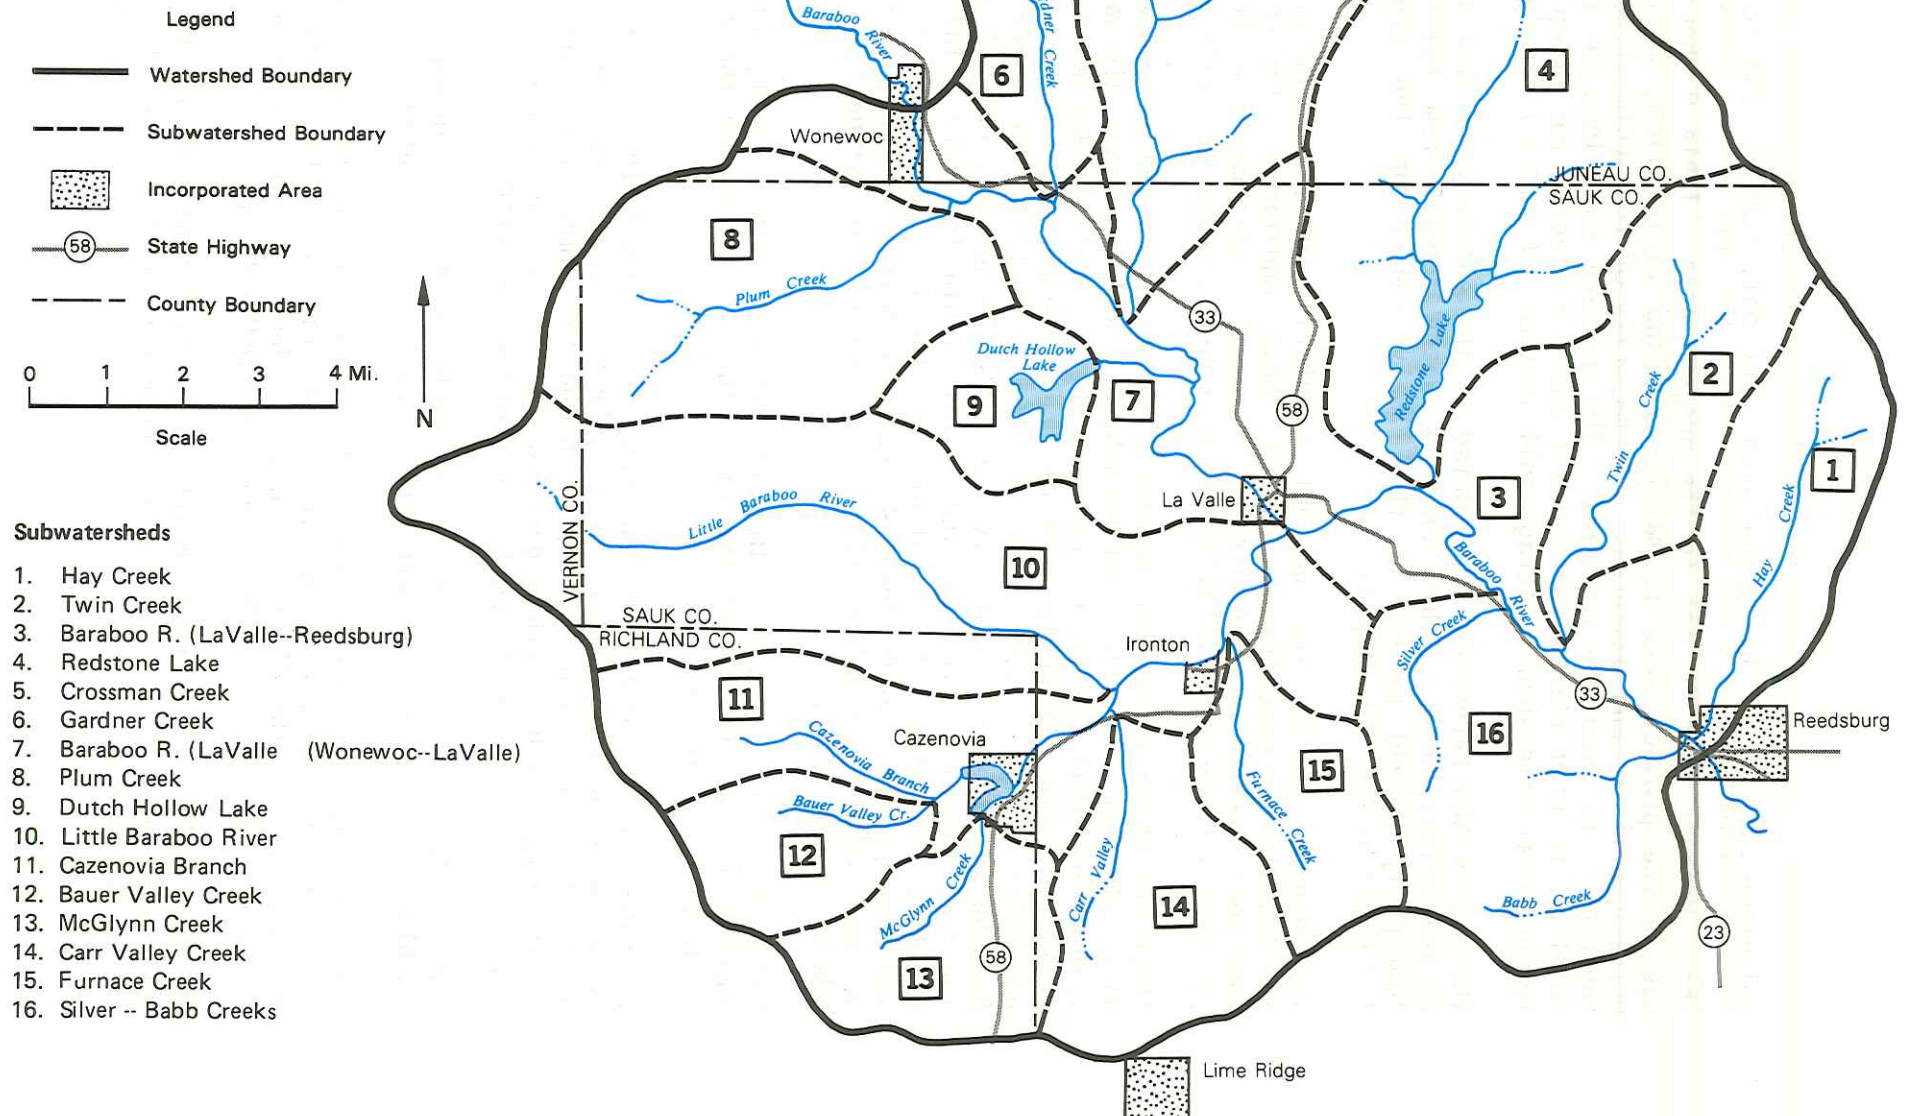 Legend
Watershed Boundary
Subwatershed Boundary
Incorporated Area
58 State Highway
County Boundary
0 1 2 3 4 Mi.
Scale
N
Subwatersheds
1. Hay Creek
2. Twin Creek
3. Baraboo R. (LaValle--Reedsburg)
4. Redstone Lake
5. Crossman Creek
6. Gardner Creek
7. Baraboo R. (LaValle (Wonewoc--LaValle)
8. Plum Creek
9. Dutch Hollow Lake
10. Little Baraboo River
11. Cazenovia Branch
12. Bauer Valley Creek
13. McGlynn Creek
14. Carr Valley Creek
15. Furnace Creek
16. Silver -- Babb Creeks
Baraboo
River
dner Creek
6
4
Wonewoc
JUNEAU CO.
SAUK CO.
8
Plum Creek
33
Dutch Hollow
Lake
9
7
58
Redstone Lake
2
Twin Creek
1
Hay Creek
3
La Valle
VERNON CO.
Little Baraboo River
10
Baraboo
River
SAUK CO.
RICHLAND CO.
Ironton
Silver Creek
11
33
Reedsburg
16
Cazenovia
Cazenovia Branch
Bauer Valley Cr.
15
Furnace Creek
12
McGlynn Creek
Carr Valley
14
Babb Creek
23
58
13
Lime Ridge